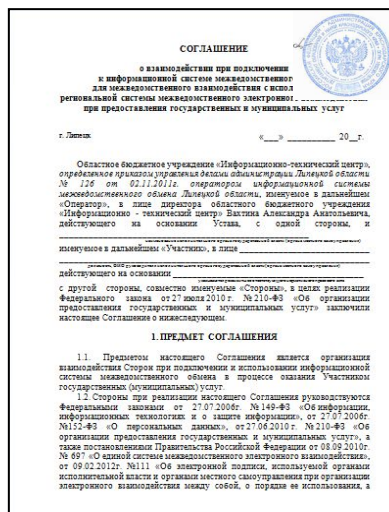 СОГЛАШЕНИЕ
о взаимодействии при подключении
к информационной системе межведомственного
для межведомственного взаимодействия с испол
региональной системы межведомственного электронного
при предоставления государственных и муниципальных услуг
г. Липецк «___» __________ 20__г.
Областное бюджетное учреждение «Информационно-технический центр»,
определенное приказом управления делами администрации Липецкой области
№ 126 от 02.11.2011г. оператором информационной системы
межведомственного обмена Липецкой области, именуемое в дальнейшем
«Оператор», в лице директора областного бюджетного учреждения
«Информационно - технический центр» Вахтина Александра Анатольевича,
действующего на основании Устава, с одной стороны, и
именуемое в дальнейшем «Участник», в лице
действующего на основании
с другой стороны, совместно именуемые «Стороны», в целях реализации
Федерального закона от 27 июля 2010 г. №210-ФЗ «Об организации
предоставления государственных и муниципальных услуг» заключили
настоящее Соглашение о нижеследующем.
1. ПРЕДМЕТ СОГЛАШЕНИЯ
1.1. Предметом настоящего Соглашения является организация
взаимодействия Сторон при подключении и использовании информационной
системы межведомственного обмена в процессе оказания Участником
государственных (муниципальных) услуг.
1.2. Стороны при реализации настоящего Соглашения руководствуются
Федеральными законами от 27.07.2006г. №149-ФЗ «Об информации,
информационных технологиях и о защите информации», от 27.07.2006г.
№152-ФЗ «О персональных данных», от 27.06.2010 г. №210-ФЗ «Об
организации предоставления государственных и муниципальных услуг», а
также постановлениями Правительства Российской Федерации от 08.09.2010г.
№ 697 «О единой системе межведомственного электронного взаимодействия»,
от 09.02.2012г. №111 «Об электронной подписи, используемой органами
исполнительной власти и органами местного самоуправления при организации
электронного взаимодействия между собой, о порядке ее использования, а